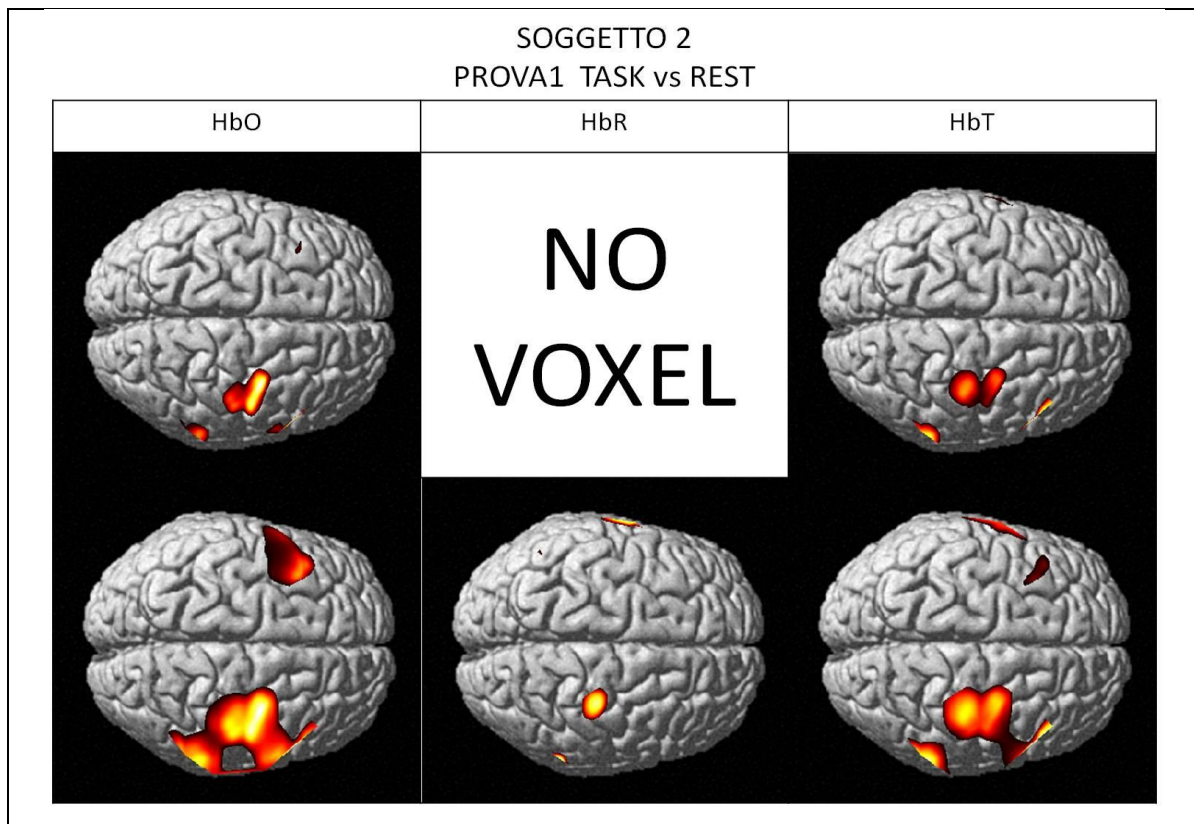 SOGGETTO 2
PROVA1 TASK vs REST
HbO
HbR
HbT
NO
VOXEL